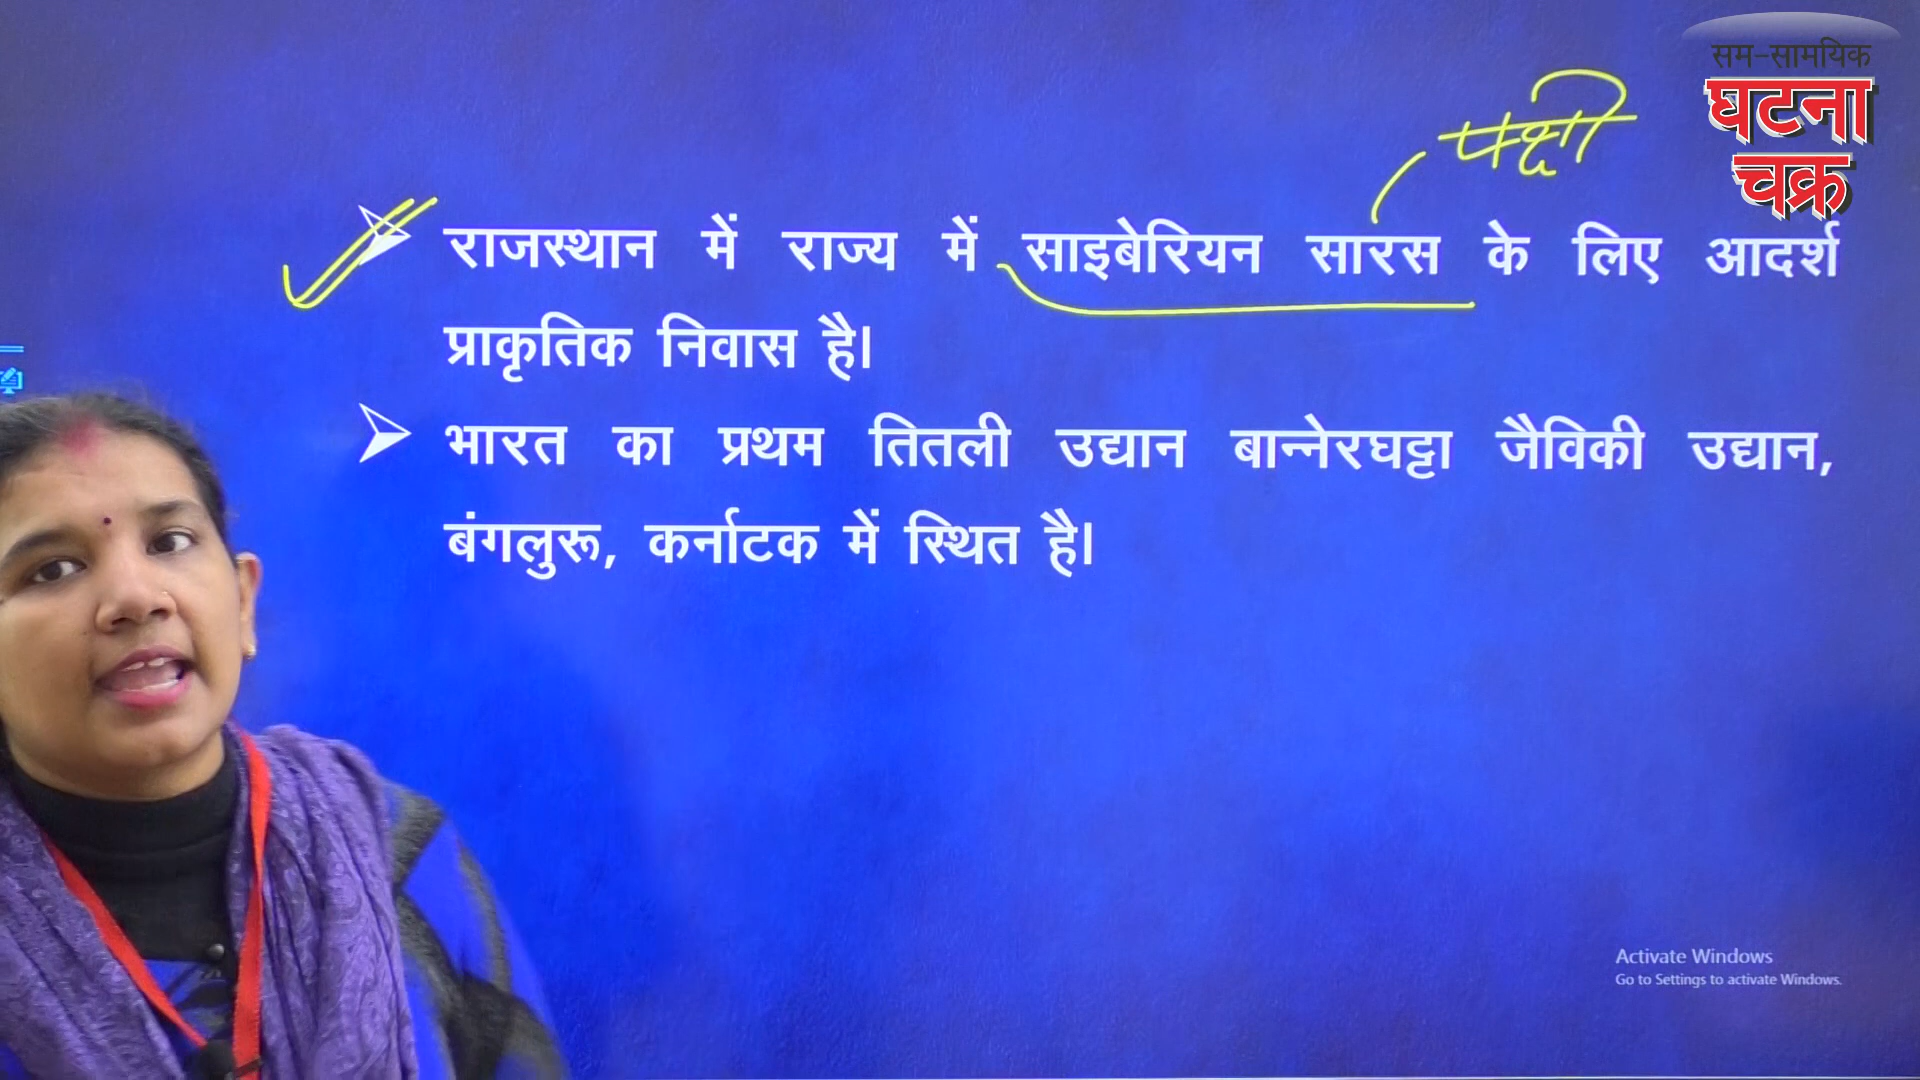 सम-सामयिक
घटना
चक्र
पक्षी
राजस्थान में राज्य में साइबेरियन सारस के लिए आदर्श
प्राकृतिक निवास है।
भारत का प्रथम तितली उद्यान बान्नेरघट्टा जैविकी उद्यान,
बंगलुरू, कर्नाटक में स्थित है।
Activate Windows
Go to Settings to activate Windows.